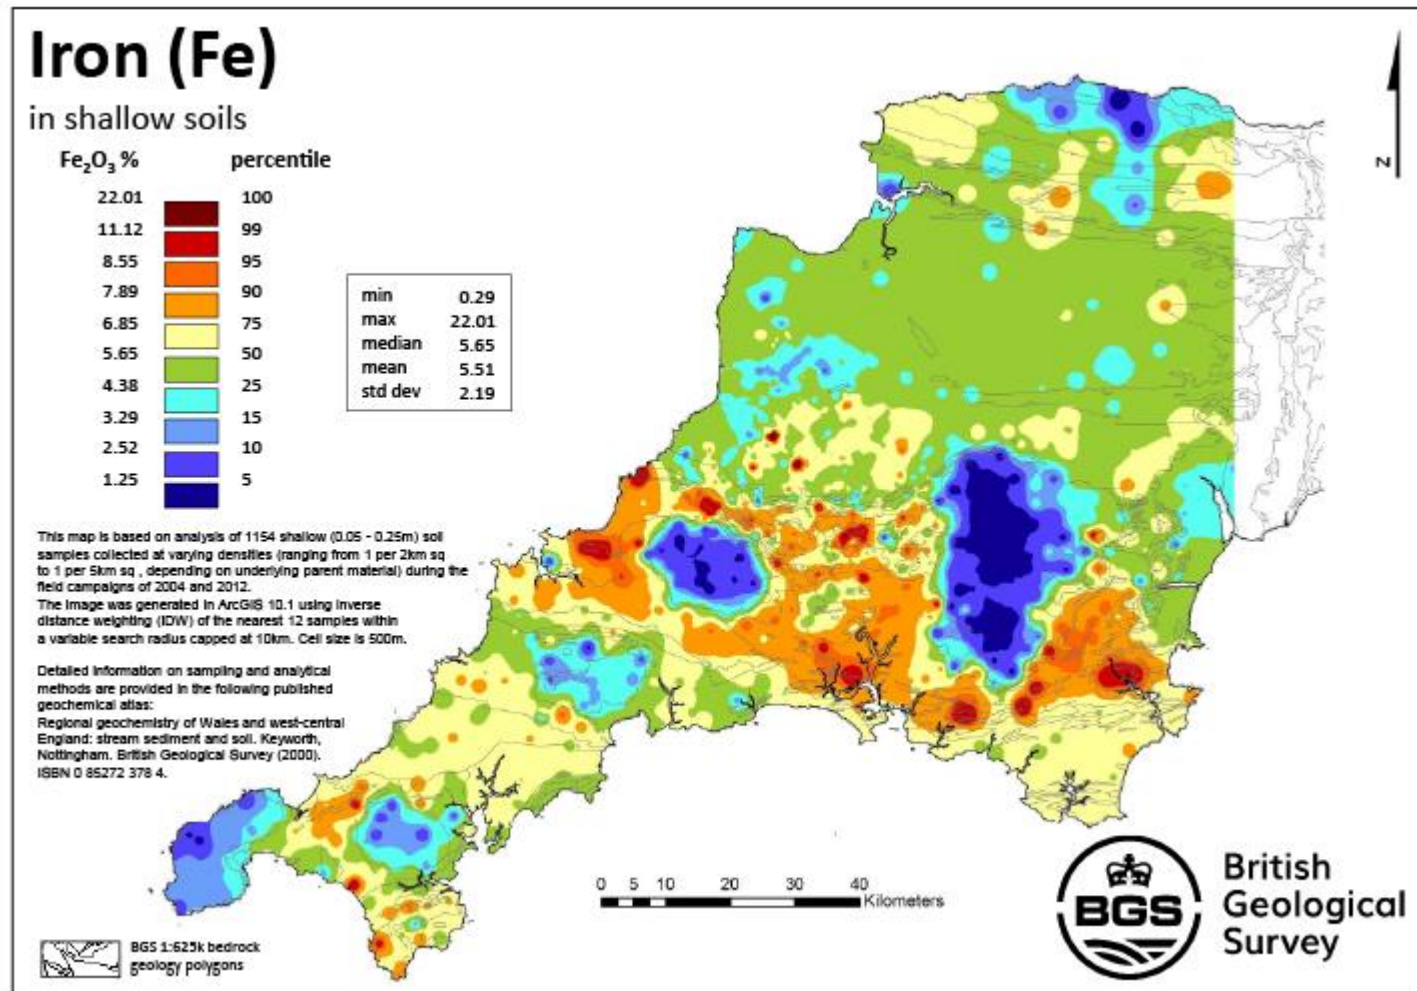 Iron (Fe)
in shallow soils
Fe₂O₃ % percentile
22.01 100
11.12 99
8.55 95
7.89 90
6.85 75
5.65 50
4.38 25
3.29 15
2.52 10
1.25 5
min 0.29
max 22.01
median 5.65
mean 5.51
std dev 2.19
This map is based on analysis of 1154 shallow (0.05 - 0.25m) soil
samples collected at varying densities (ranging from 1 per 2km sq
to 1 per 5km sq , depending on underlying parent material) during the
field campaigns of 2004 and 2012.
The image was generated in ArcGIS 10.1 using inverse
distance weighting (IDW) of the nearest 12 samples within
a variable search radius capped at 10km. Cell size is 500m.
Detailed information on sampling and analytical
methods are provided in the following published
geochemical atlas:
Regional geochemistry of Wales and west-central
England: stream sediment and soil. Keyworth,
Nottingham. British Geological Survey (2000).
ISBN 0 85272 378 4.
N
0 5 10 20 30 40
Kilometers
BGS 1:625k bedrock
geology polygons
BGS
British
Geological
Survey